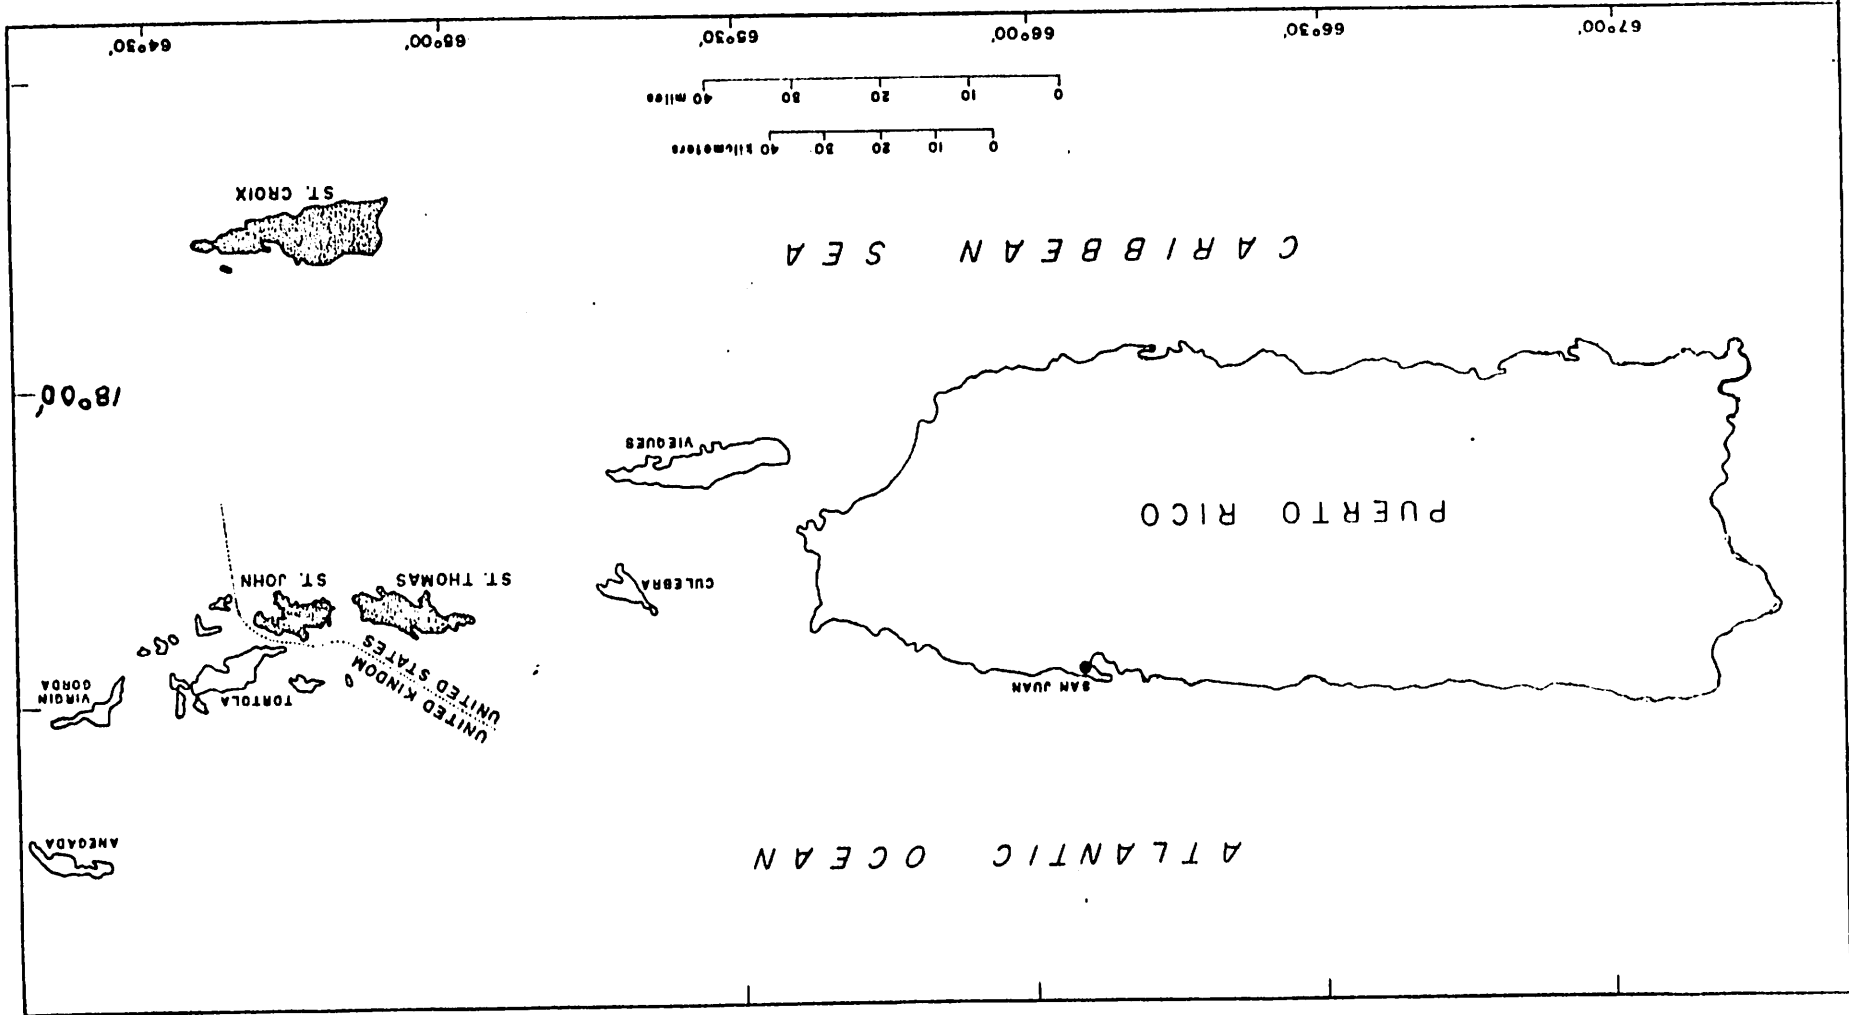 ATLANTIC OCEAN
ANEGADA
UNITED KINDOM
UNITED STATES
TORTOLA
VIRGIN
GORDA
SAN JUAN
CULEBRA
ST. THOMAS
ST. JOHN
PUERTO RICO
VIEQUES
18°00'
CARIBBEAN SEA
ST. CROIX
0 10 20 30 40 kilometers
0 10 20 30 40 miles
67°00' 66°30' 66°00' 65°30' 65°00' 64°30'